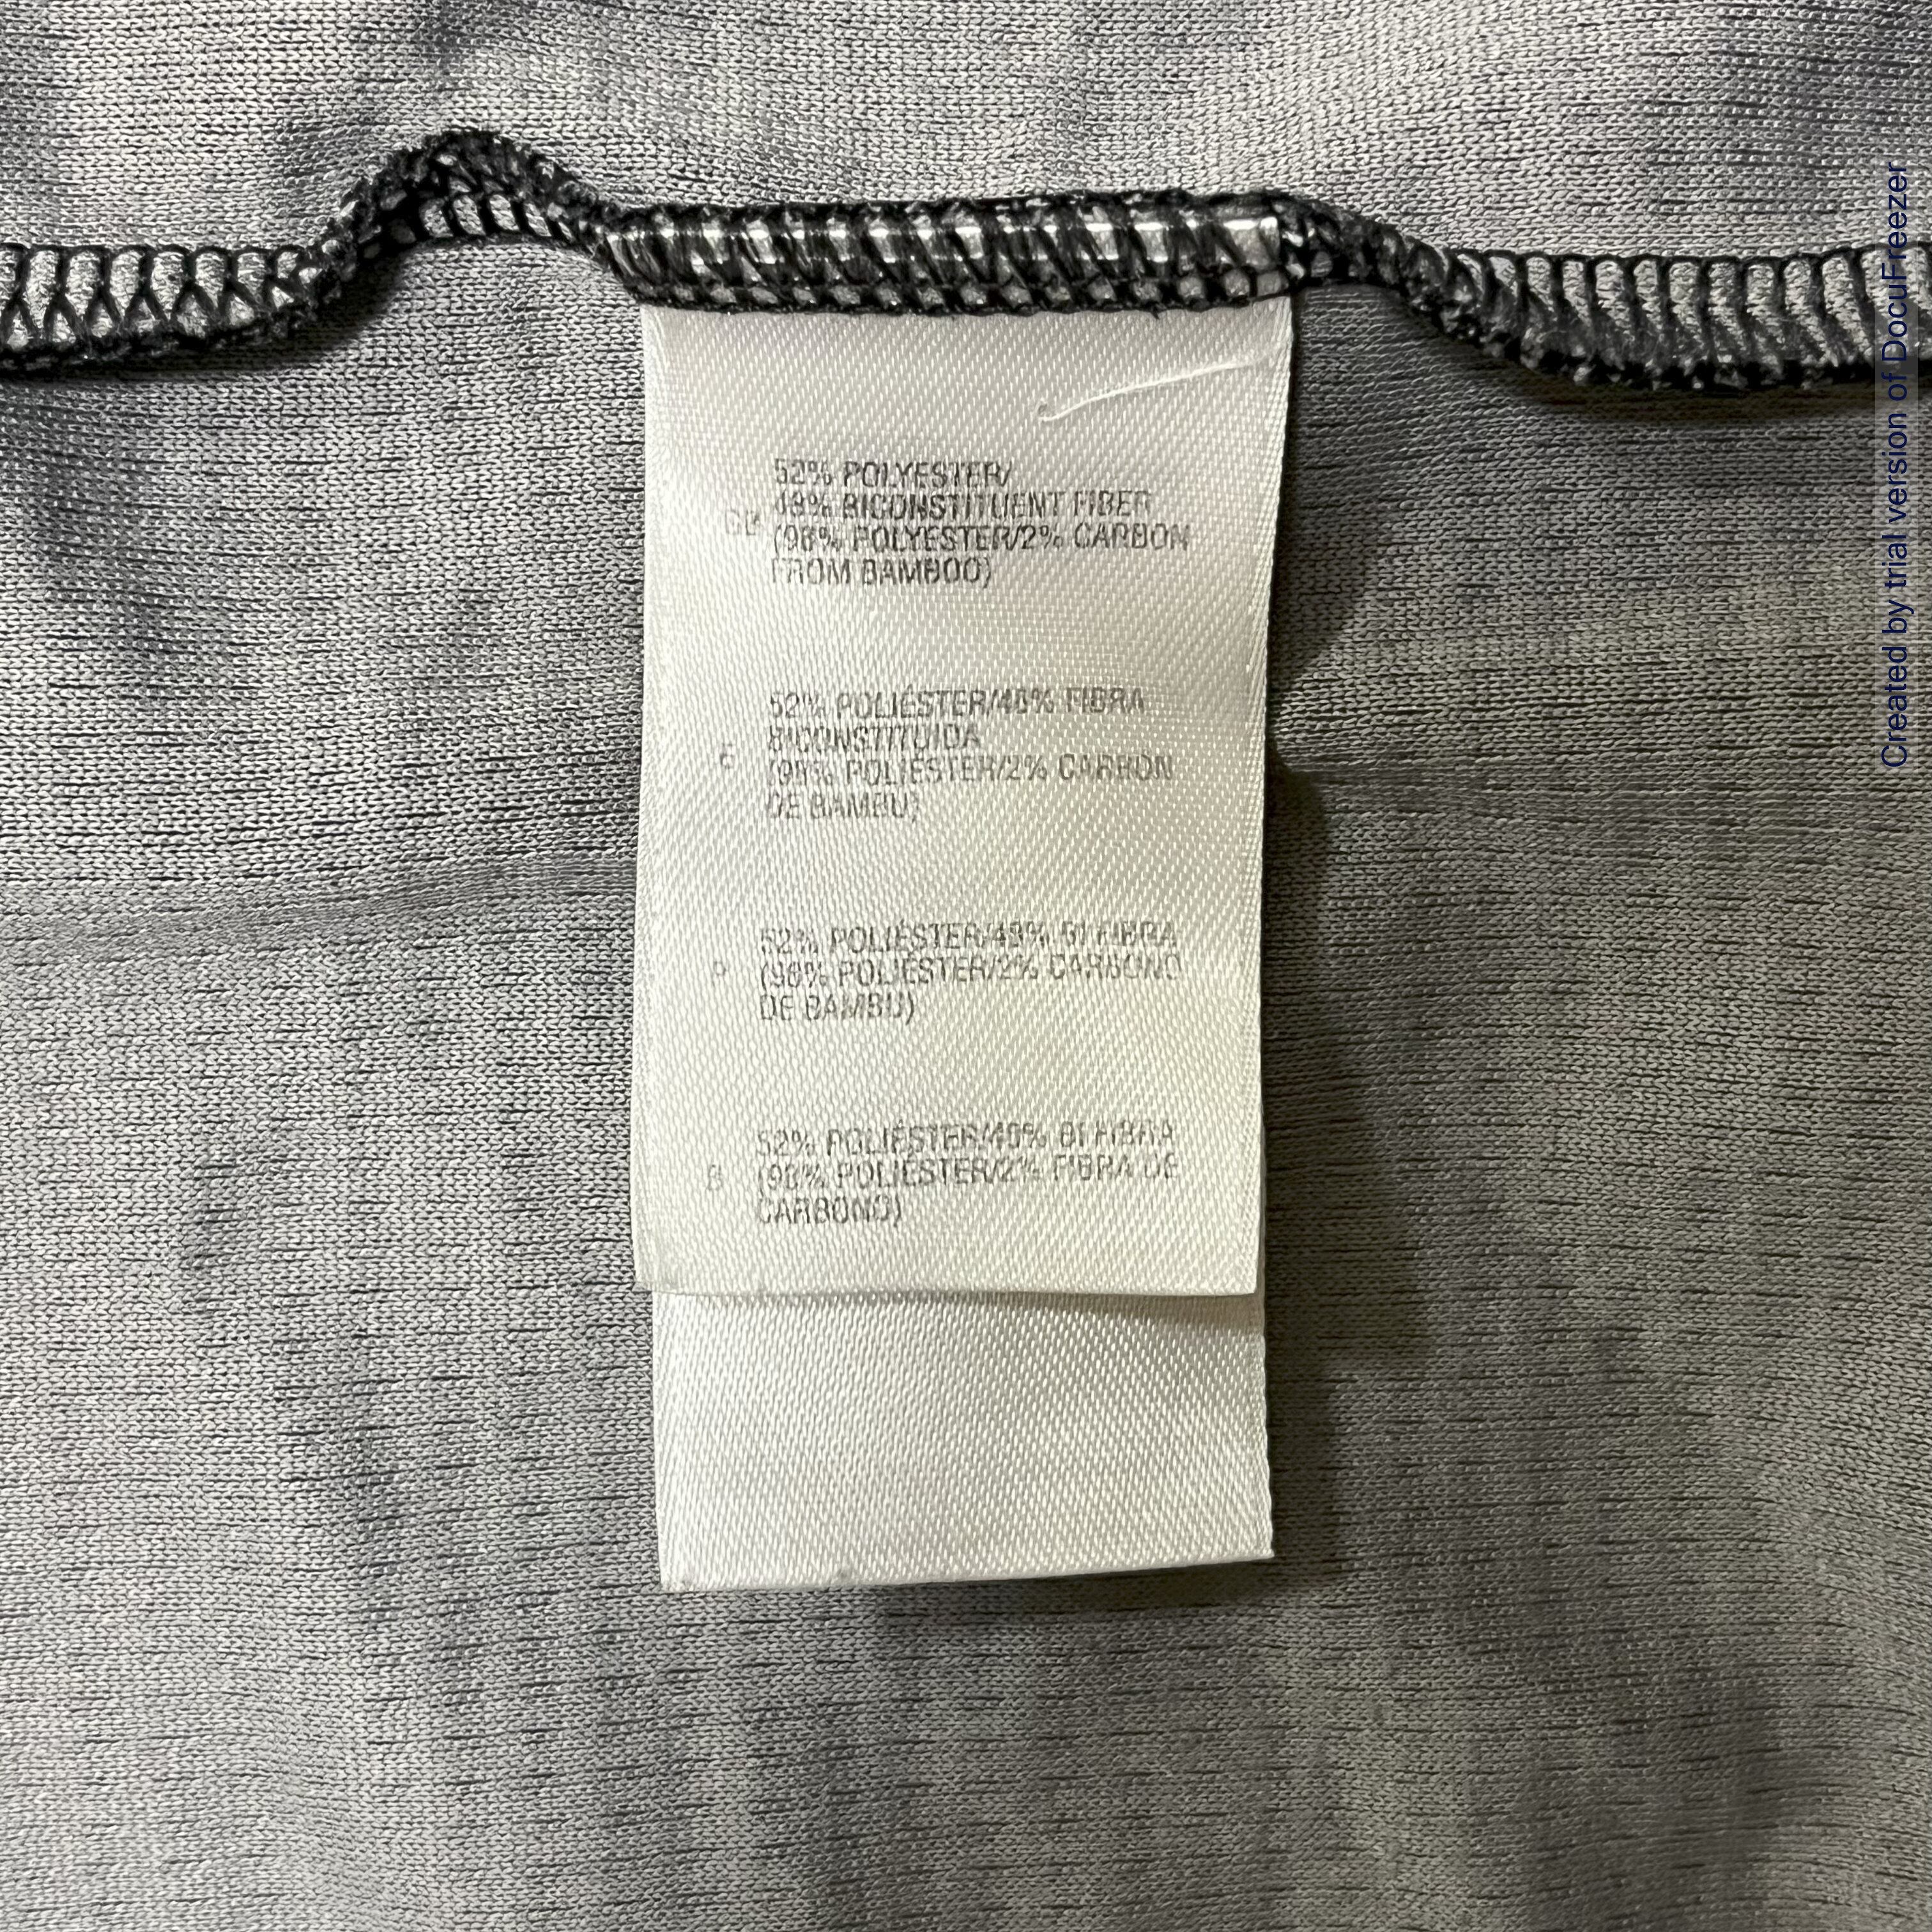 52% POLYESTER/
48% BICONSTITUENT FIBER
GB
(98% POLYESTER/2% CARBON
FROM BAMBOO)
52% POLIÉSTER/48% FIBRA
BICONSTITUIDA
E
(98% POLIÉSTER/2% CARBÓN
DE BAMBU)
52% POLIÉSTER/48% BI FIBRA
P
(98% POLIÉSTER/2% CARBONO
DE BAMBU)
52% POLIÉSTER/48% BI FIBRA
B
(98% POLIÉSTER/2% FIBRA DE
CARBONO)
Created by trial version of DocuFreezer